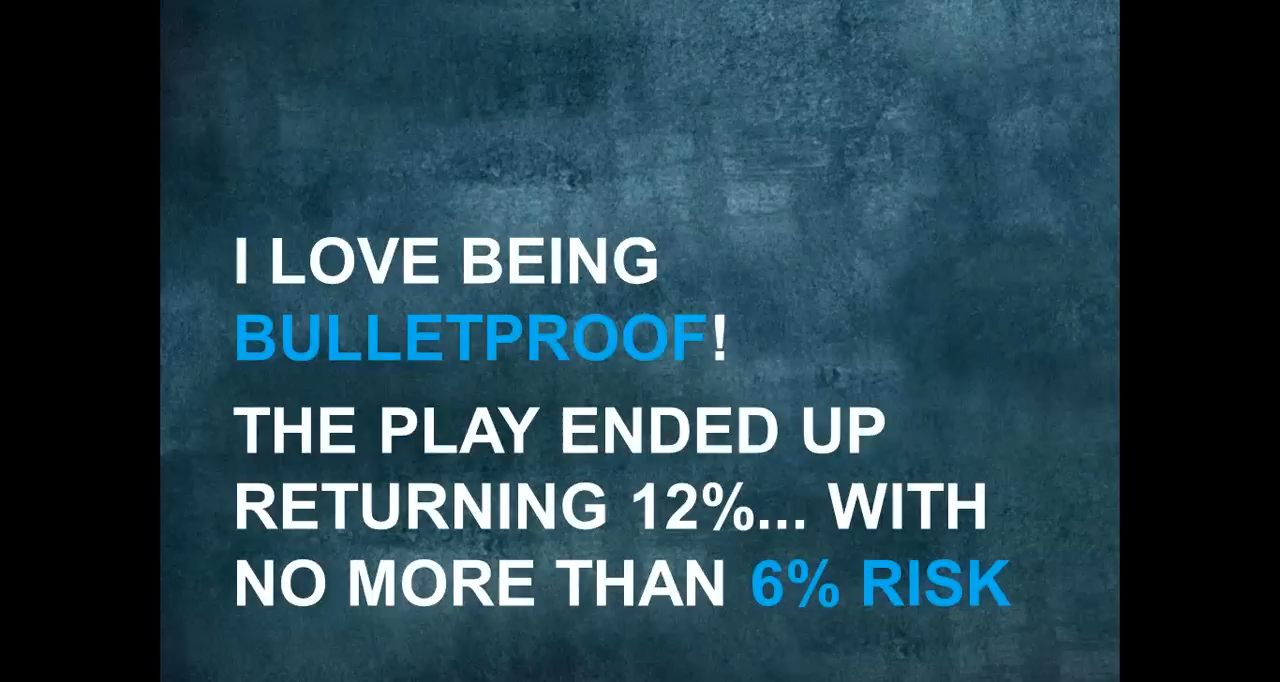 I LOVE BEING
BULLETPROOF!
THE PLAY ENDED UP
RETURNING 12%... WITH
NO MORE THAN 6% RISK